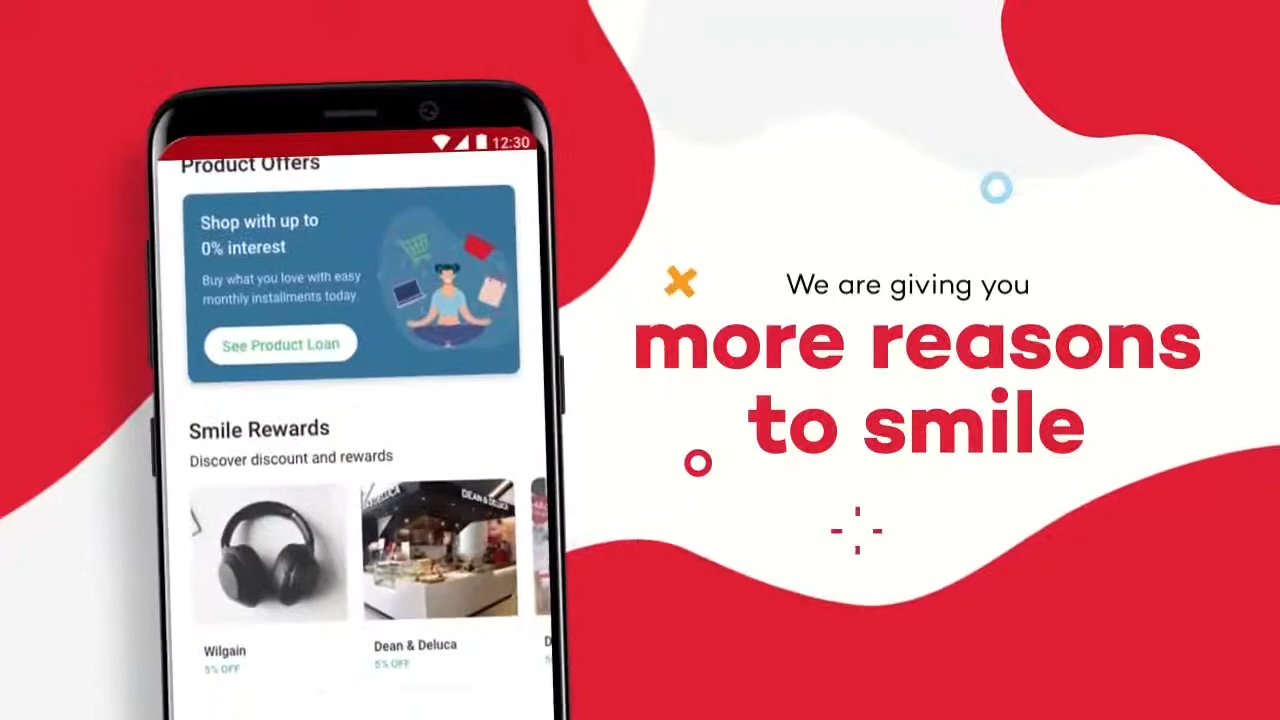 12:30
Product Offers
Shop with up to
0% interest
Buy what you love with easy
monthly installments today.
See Product Loan
Smile Rewards
Discover discount and rewards
DEAN & DELUCA
Wilgain
5% OFF
Dean & Deluca
5% OFF
We are giving you
more reasons
to smile